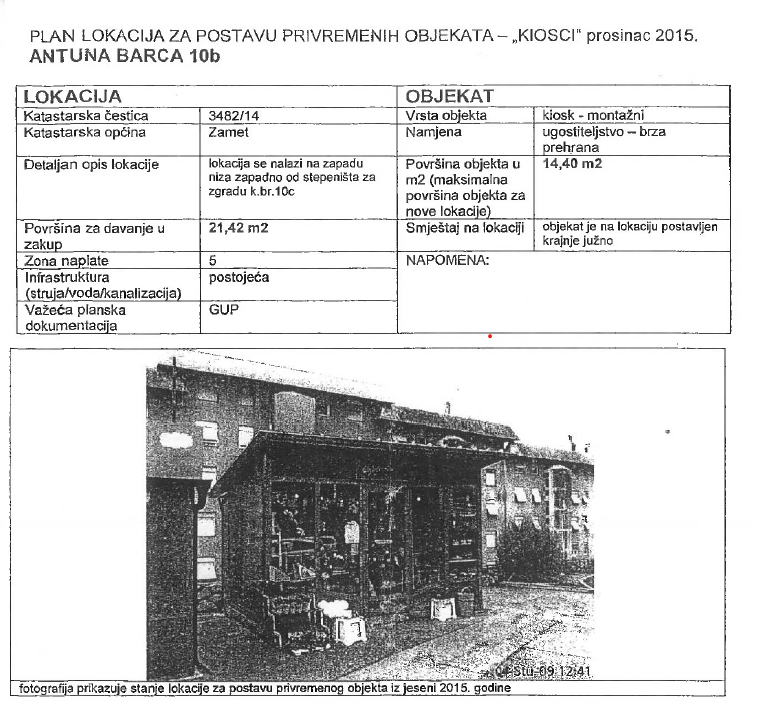 PLAN LOKACIJA ZA POSTAVU PRIVREMENIH OBJEKATA – „KIOSCI“ prosinac 2015.
ANTUNA BARCA 10b
LOKACIJA
Katastarska čestica 3482/14
Katastarska općina Zamet
Detaljan opis lokacije lokacija se nalazi na zapadu
niza zapadno od stepeništa za
zgradu k.br.10c
Površina za davanje u
zakup 21,42 m2
Zona naplate 5
Infrastruktura
(struja/voda/kanalizacija) postojeća
Važeća planska
dokumentacija GUP
OBJEKAT
Vrsta objekta kiosk - montažni
Namjena ugostiteljstvo – brza
prehrana
Površina objekta u
m2 (maksimalna
površina objekta za
nove lokacije) 14,40 m2
Smještaj na lokaciji objekat je na lokaciju postavljen
krajnje južno
NAPOMENA:
12:41
fotografija prikazuje stanje lokacije za postavu privremenog objekta iz jeseni 2015. godine